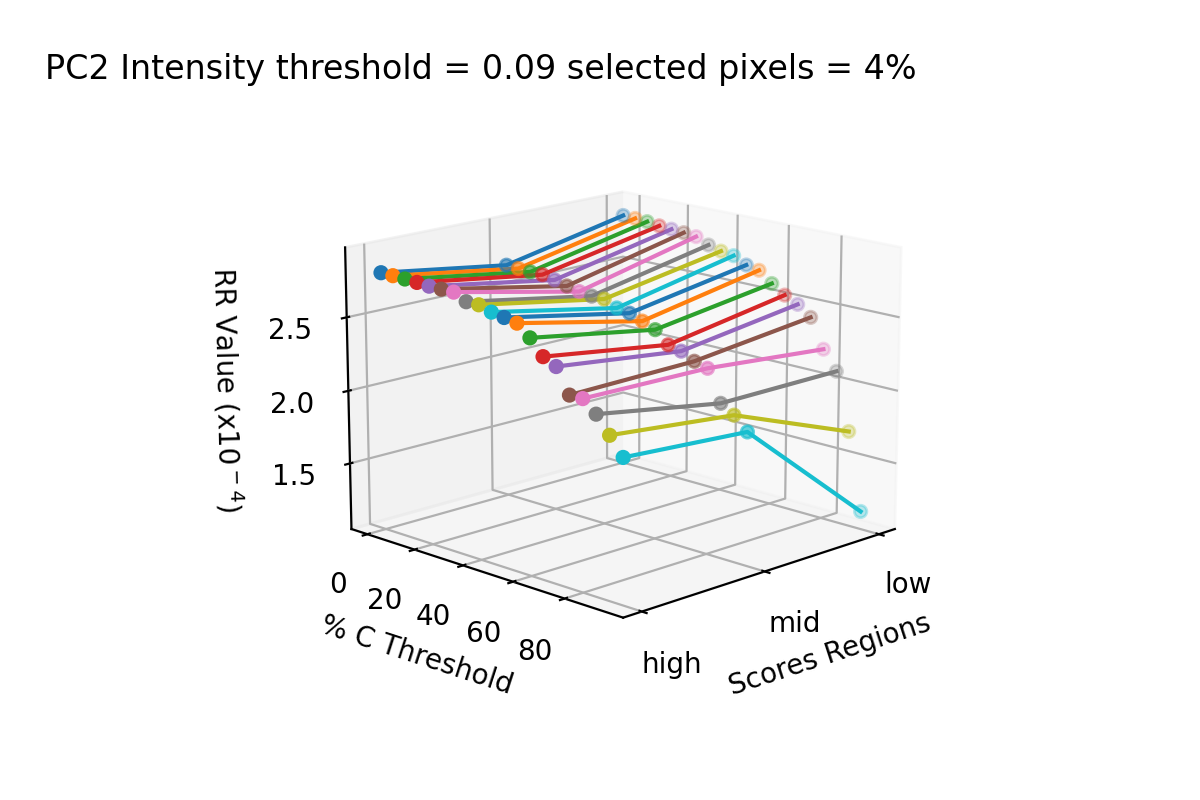 PC2 Intensity threshold = 0.09 selected pixels = 4%
RR Value (x10⁻⁴)
2.5
2.0
1.5
0
20
40
60
80
% C Threshold
high
mid
low
Scores Regions